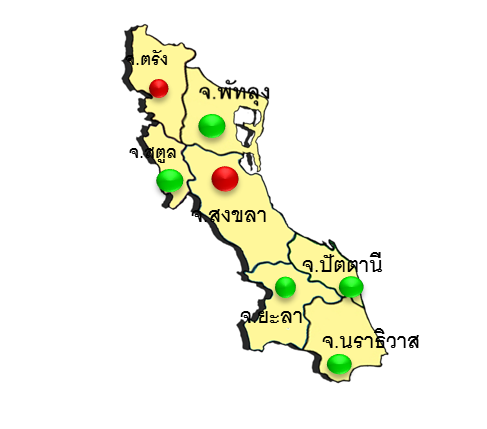 จ.ตรัง
จ.พัทลุง
จ.สตูล
จ.สงขลา
จ.ปัตตานี
จ.ยะลา
จ.นราธิวาส